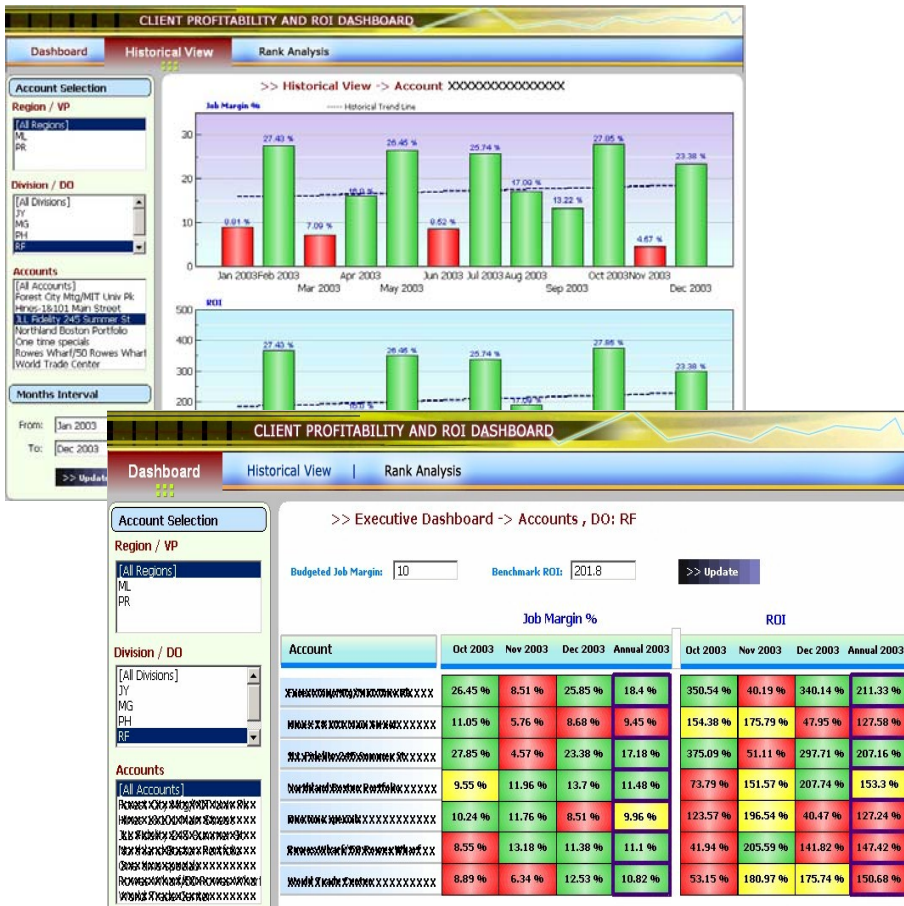 CLIENT PROFITABILITY AND ROI DASHBOARD
Dashboard Historical View Rank Analysis
Account Selection
Region / VP
[All Regions]
ML
PR
Division / DO
[All Divisions]
JY
MG
PH
RF
Accounts
[All Accounts]
Forest City Mtg/MIT Univ Pk
Hines-1&101 Main Street
JLL Fidelity 245 Summer St
Northland Boston Portfolio
One time specials
Rowes Wharf/50 Rowes Wharf
World Trade Center
Months Interval
From: Jan 2003
To: Dec 2003
>> Update
>> Historical View -> Account XXXXXXXXXXXXXXX
Job Margin % ----- Historical Trend Line
30
20
10
0
27.43 %
7.09 %
16.0 %
26.46 %
25.74 %
17.09 %
13.22 %
4.67 %
23.38 %
Jan 2003 Feb 2003 Apr 2003 Jun 2003 Jul 2003 Aug 2003 Oct 2003 Nov 2003
Mar 2003 May 2003 Sep 2003 Dec 2003
ROI
500
400
300
200
27.43 %
26.46 %
25.74 %
23.38 %
CLIENT PROFITABILITY AND ROI DASHBOARD
Dashboard Historical View | Rank Analysis
Account Selection
Region / VP
[All Regions]
ML
PR
Division / DO
[All Divisions]
JY
MG
PH
RF
Accounts
[All Accounts]
>> Executive Dashboard -> Accounts , DO: RF
Budgeted Job Margin: 10 Benchmark ROI: 201.8 >> Update
Job Margin % ROI
Account Oct 2003 Nov 2003 Dec 2003 Annual 2003 Oct 2003 Nov 2003 Dec 2003 Annual 2003
26.45 % 8.51 % 25.85 % 18.4 % 350.54 % 40.19 % 340.14 % 211.33 %
11.05 % 5.76 % 8.68 % 9.45 % 154.38 % 175.79 % 47.95 % 127.58 %
27.85 % 4.57 % 23.38 % 17.18 % 375.09 % 51.11 % 297.71 % 207.16 %
9.55 % 11.96 % 13.7 % 11.48 % 73.79 % 151.57 % 207.74 % 153.3 %
10.24 % 11.76 % 8.51 % 9.96 % 123.57 % 196.54 % 40.47 % 127.24 %
8.55 % 13.18 % 11.38 % 11.1 % 41.94 % 205.59 % 141.82 % 147.42 %
8.89 % 6.34 % 12.53 % 10.82 % 53.15 % 180.97 % 175.74 % 150.68 %